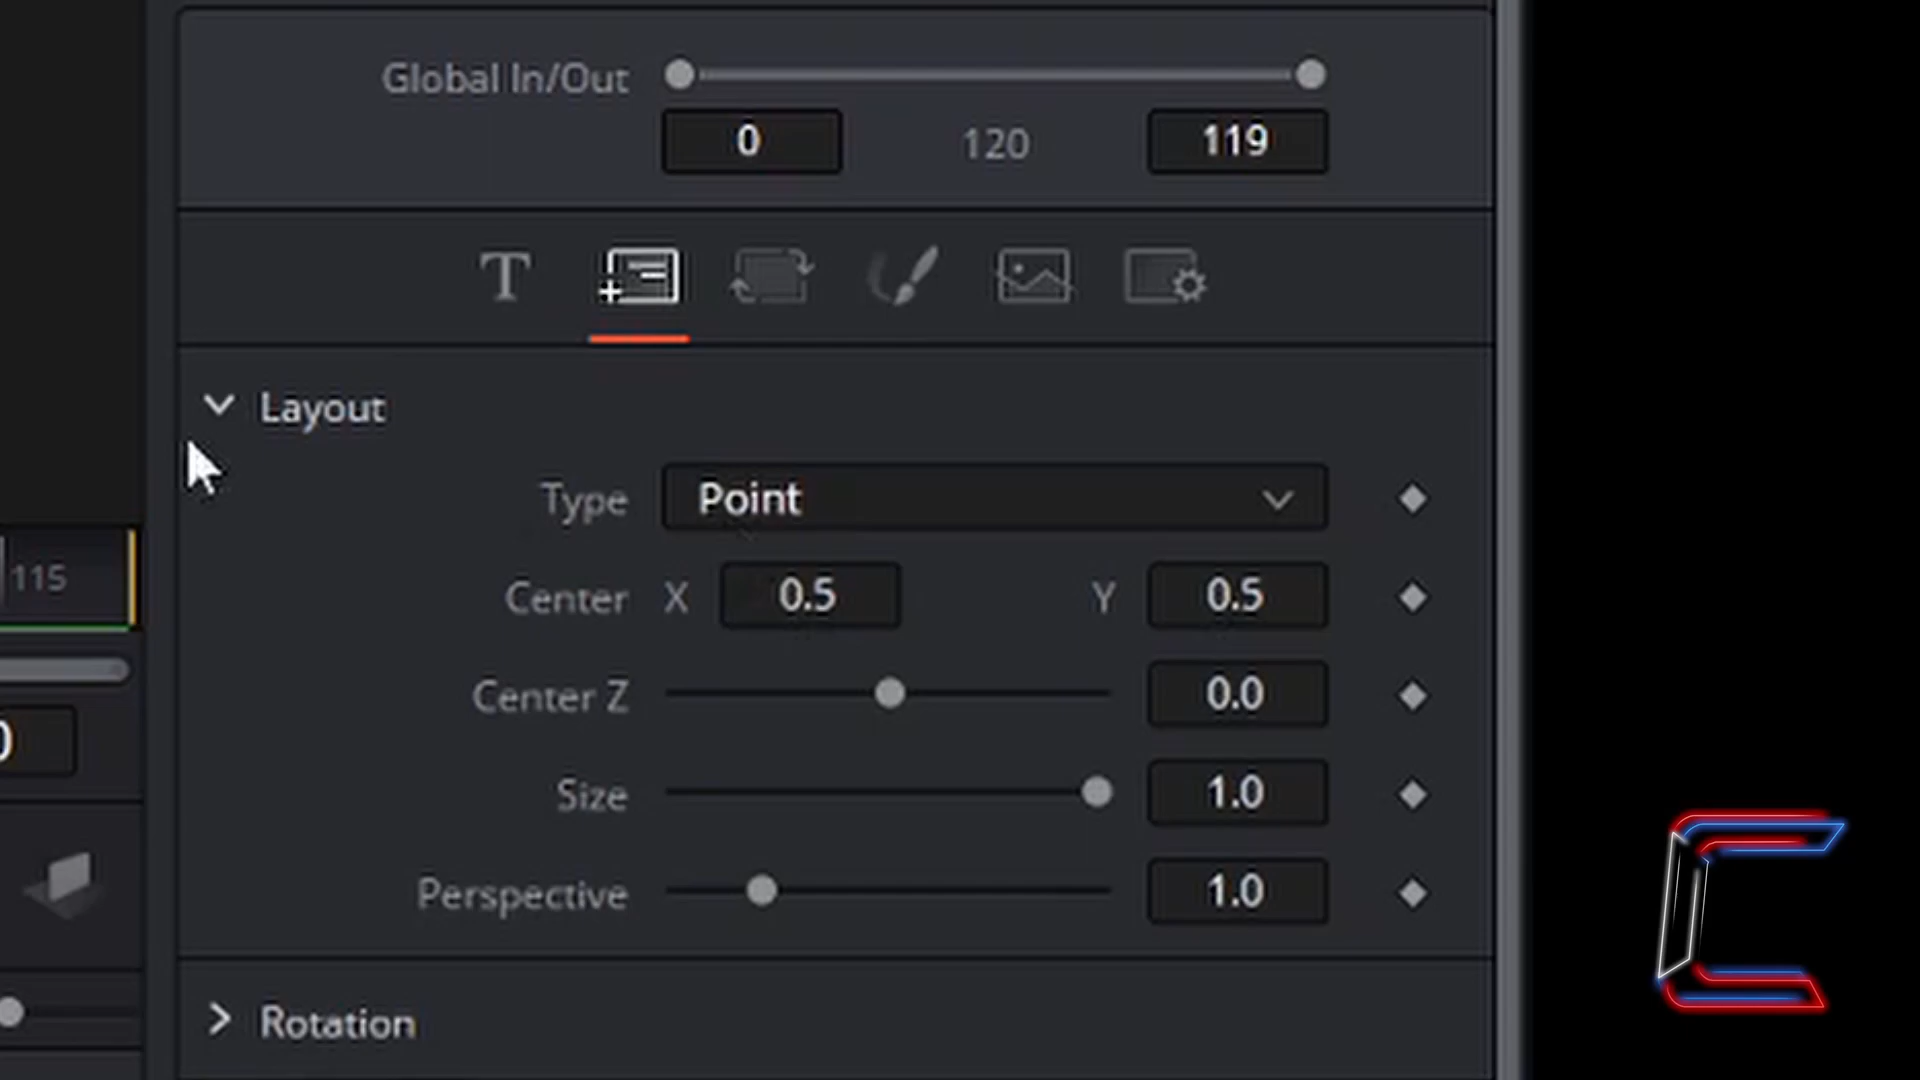 Global In/Out
0 120 119
T
Layout
Type Point
115
Center X 0.5 Y 0.5
Center Z 0.0
Size 1.0
Perspective 1.0
Rotation